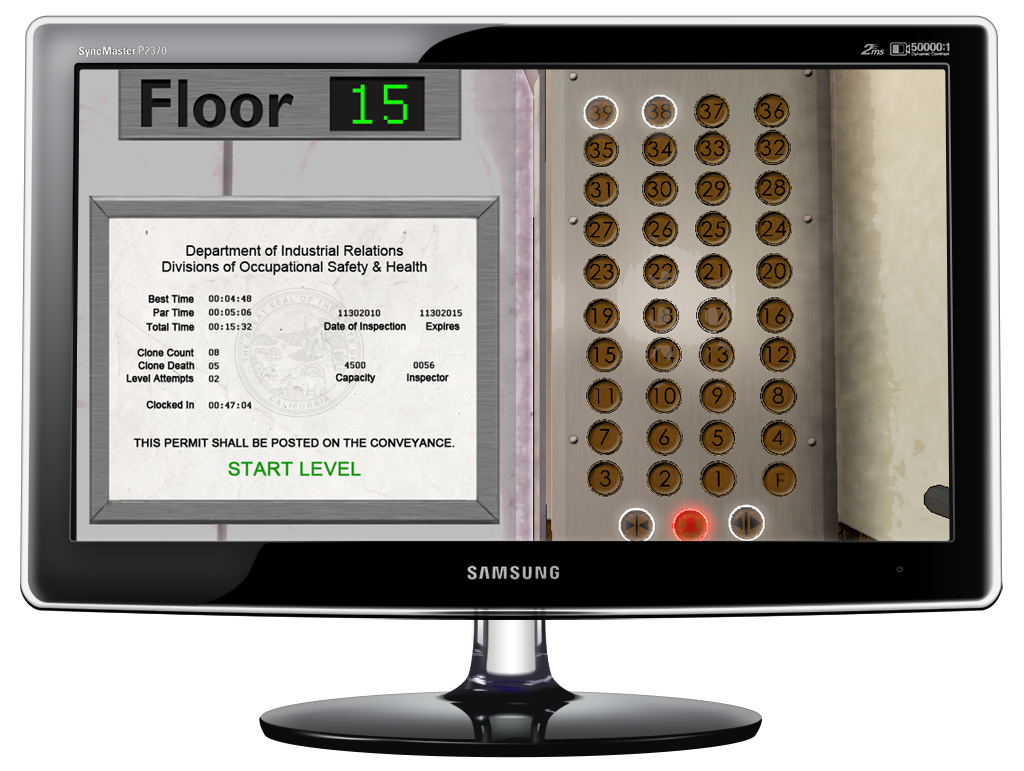 SyncMaster P2370
2ms 50000:1
Dynamic Contrast
Floor 15
Department of Industrial Relations
Divisions of Occupational Safety & Health
Best Time 00:04:48
Par Time 00:05:06 11302010 11302015
Total Time 00:15:32 Date of Inspection Expires
Clone Count 08
Clone Death 05 4500 0056
Level Attempts 02 Capacity Inspector
Clocked In 00:47:04
CALIFORNIA
THIS PERMIT SHALL BE POSTED ON THE CONVEYANCE.
START LEVEL
39 38 37 36
35 34 33 32
31 30 29 28
27 26 25 24
23 22 21 20
19 18 17 16
15 14 13 12
11 10 9 8
7 6 5 4
3 2 1 F
SAMSUNG